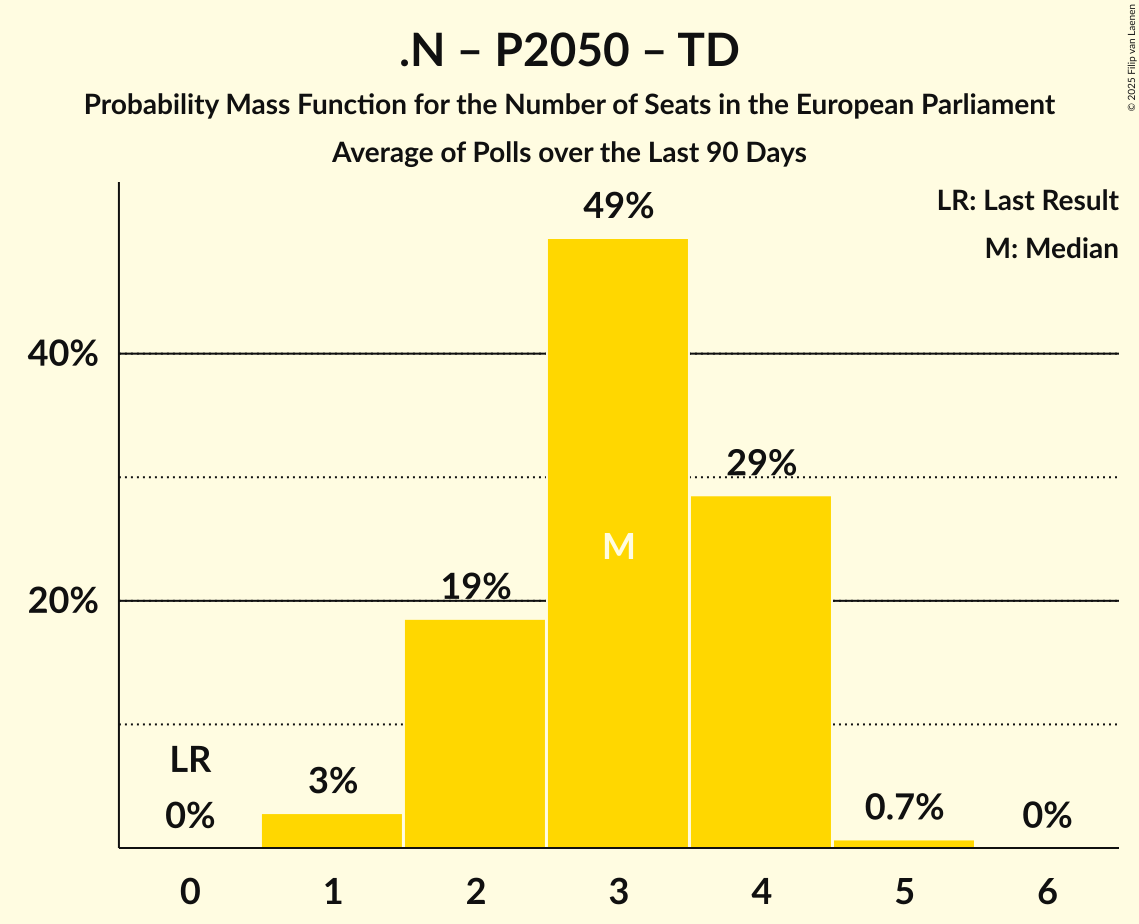 .N – P2050 – TD
Probability Mass Function for the Number of Seats in the European Parliament
Average of Polls over the Last 90 Days
© 2025 Filip van Laenen
LR: Last Result
M: Median
49%
40%
29%
M
20%
19%
LR
0%
3%
0.7%
0%
0 1 2 3 4 5 6